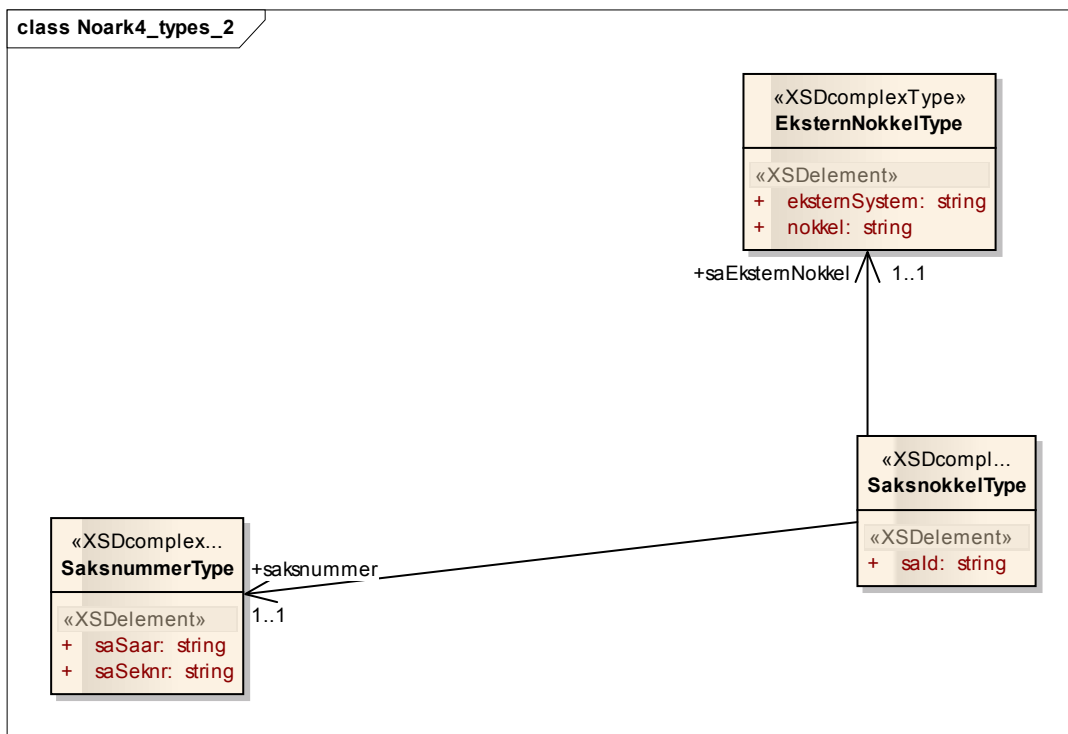 class Noark4_types_2
«XSDcomplexType»
EksternNokkelType
«XSDelement»
+ eksternSystem: string
+ nokkel: string
+saEksternNokkel 1..1
«XSDcompl...
SaksnokkelType
«XSDelement»
+ saId: string
«XSDcomplex...
SaksnummerType
+saksnummer
1..1
«XSDelement»
+ saSaar: string
+ saSeknr: string